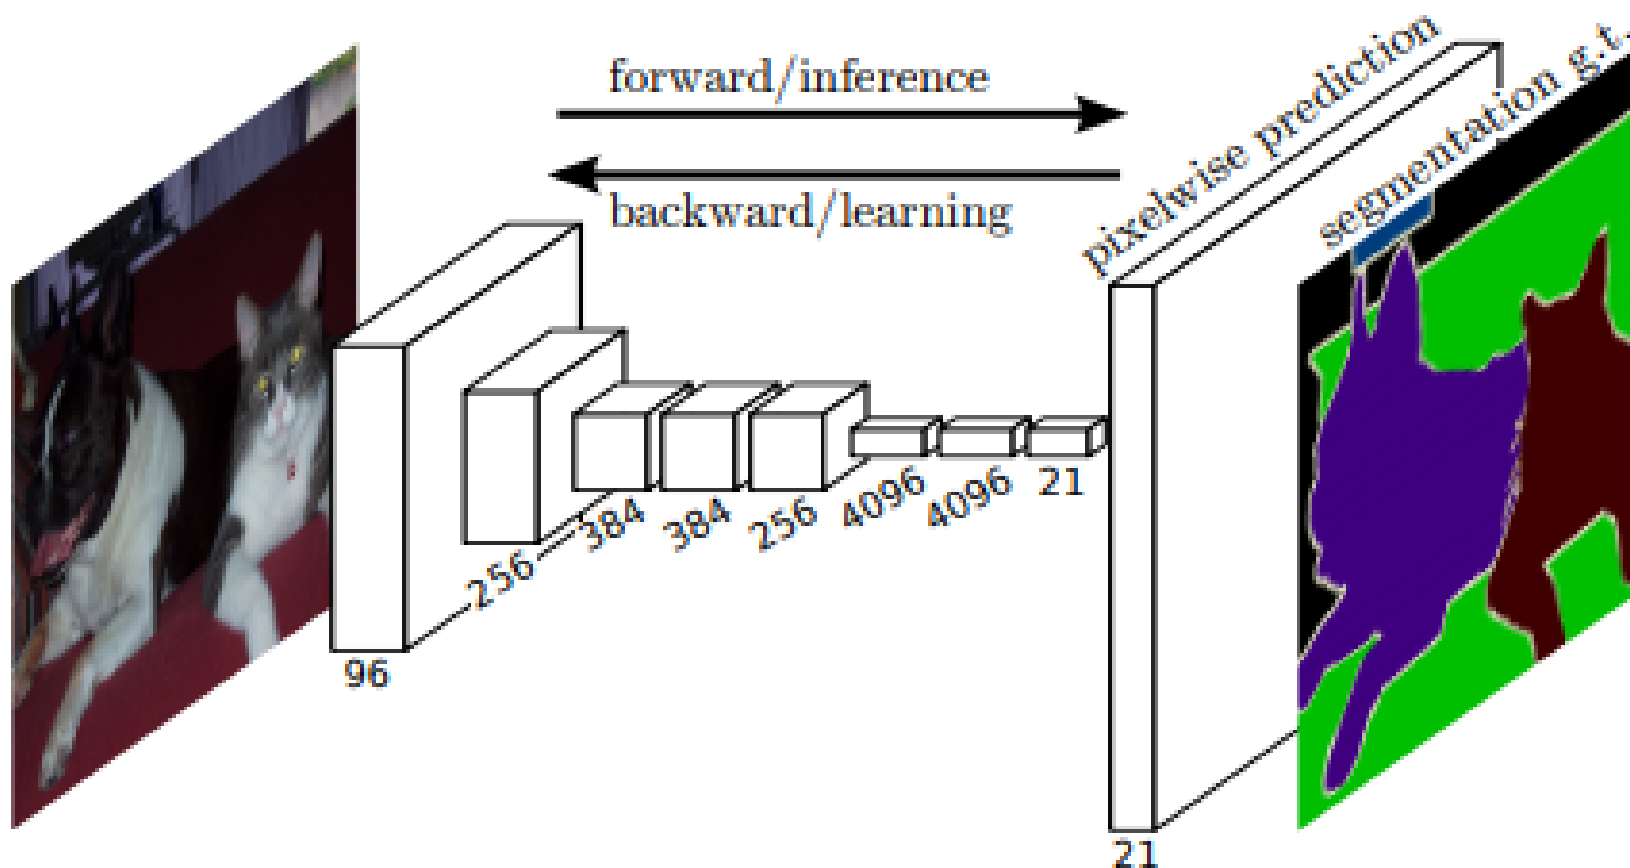 forward/inference
backward/learning
pixelwise prediction
segmentation g.t.
96
256
384
384
256
4096
4096
21
21